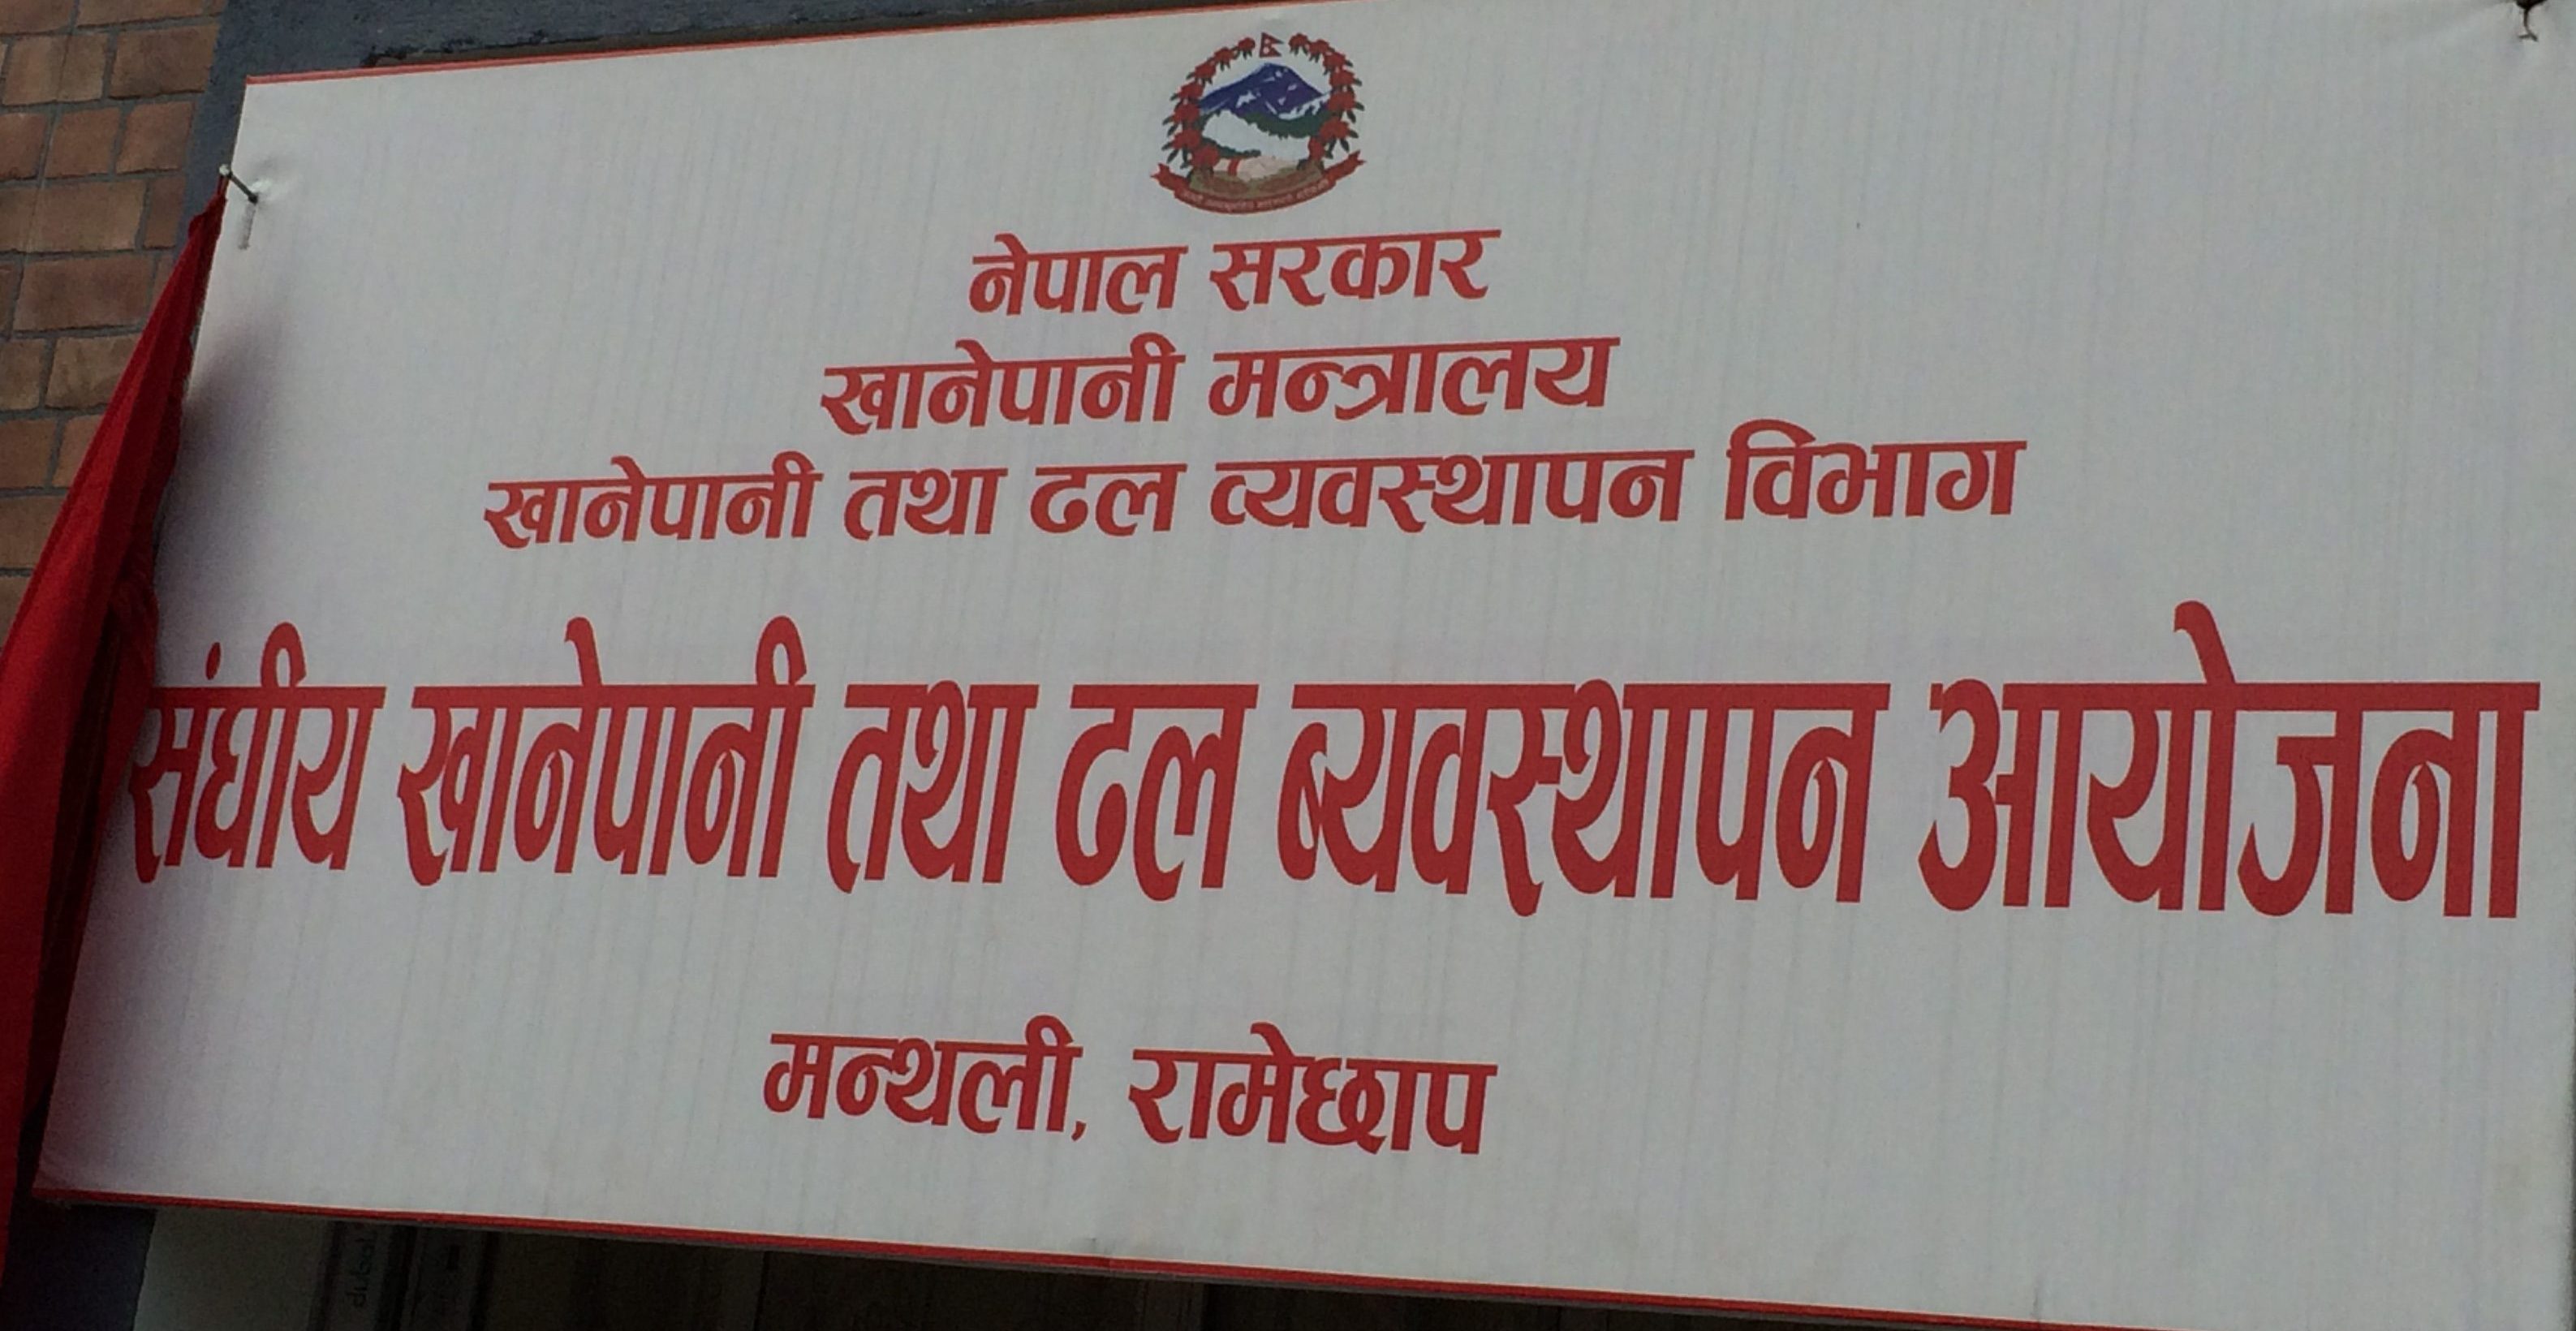 नेपाल सरकार
खानेपानी मन्त्रालय
खानेपानी तथा ढल व्यवस्थापन विभाग
संघीय खानेपानी तथा ढल ब्यवस्थापन आयोजना
मन्थली, रामेछाप